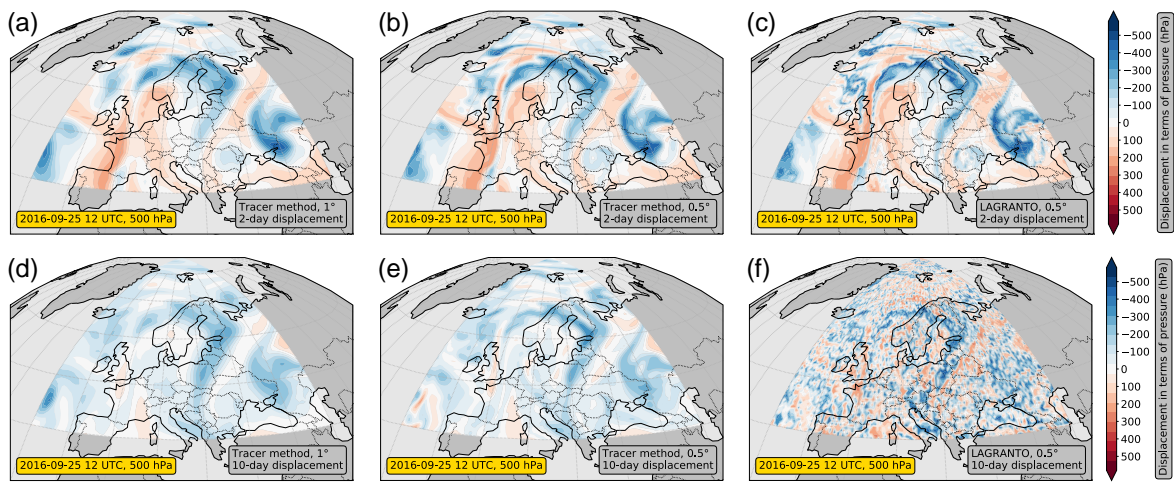 (a)
(b)
(c)
2016-09-25 12 UTC, 500 hPa
Tracer method, 1°
2-day displacement
2016-09-25 12 UTC, 500 hPa
Tracer method, 0.5°
2-day displacement
2016-09-25 12 UTC, 500 hPa
LAGRANTO, 0.5°
2-day displacement
−500
−400
−300
−200
−100
0
100
200
300
400
500
Displacement in terms of pressure (hPa)
(d)
(e)
(f)
2016-09-25 12 UTC, 500 hPa
Tracer method, 1°
10-day displacement
2016-09-25 12 UTC, 500 hPa
Tracer method, 0.5°
10-day displacement
2016-09-25 12 UTC, 500 hPa
LAGRANTO, 0.5°
10-day displacement
−500
−400
−300
−200
−100
0
100
200
300
400
500
Displacement in terms of pressure (hPa)